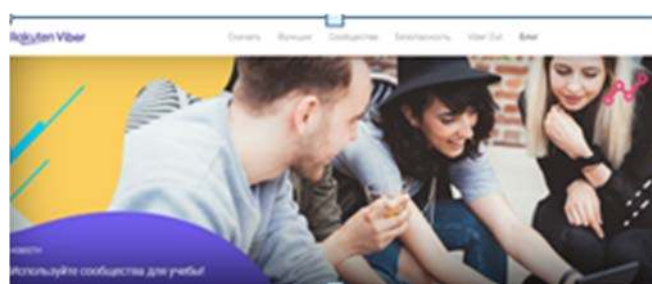 Rakuten Viber Скачать Функции Сообщества Безопасность Viber Out Блог
НОВОСТИ
Используйте сообщества для учебы!